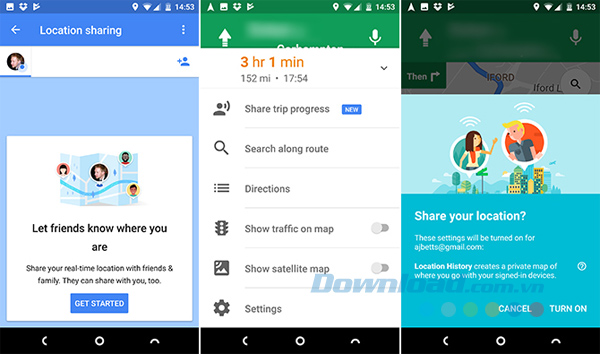 14:53
Location sharing
Let friends know where you
are
Share your real-time location with friends &
family. They can share with you, too.
GET STARTED
14:53
3 hr 1 min
152 mi • 17:54
Share trip progress NEW
Search along route
Directions
Show traffic on map
Show satellite map
Settings
14:53
Then
IFORD
Iford L
Share your location?
These settings will be turned on for
ajbetts@gmail.com:
Location History creates a private map of
where you go with your signed-in devices.
CANCEL TURN ON
Download.com.vn